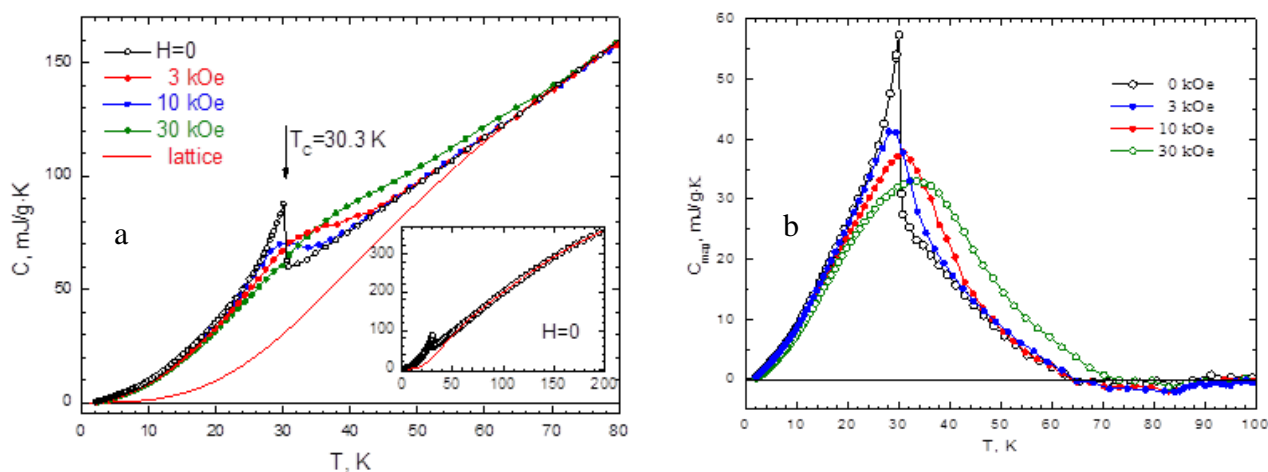 H=0
3 kOe
10 kOe
30 kOe
lattice
T_C=30.3 K
a
C, mJ/g·K
150
100
50
0
0 10 20 30 40 50 60 70 80
T, K
300
200
100
0
0 50 100 150 200
H=0
b
0 kOe
3 kOe
10 kOe
30 kOe
C_mag, mJ/g·K
60
50
40
30
20
10
0
0 10 20 30 40 50 60 70 80 90 100
T, K